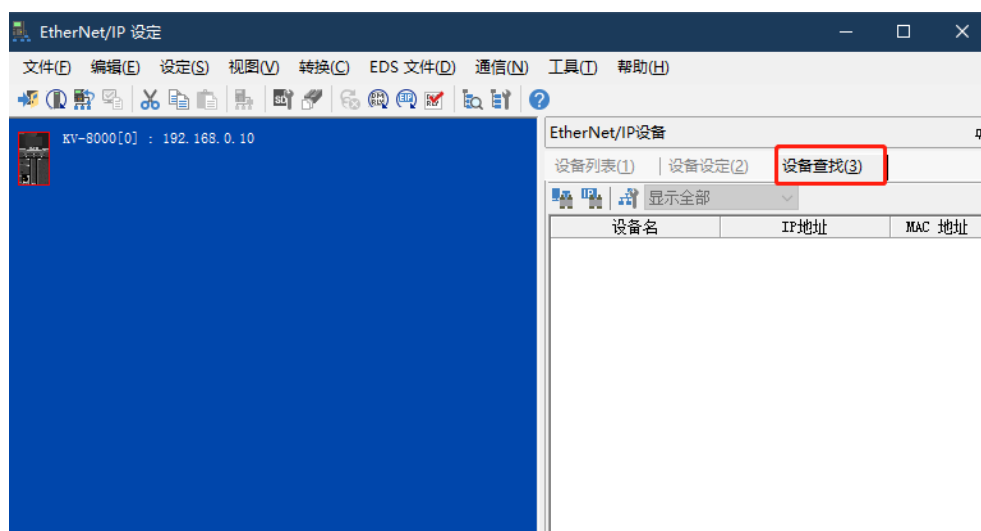 EtherNet/IP 设定
文件(F) 编辑(E) 设定(S) 视图(V) 转换(C) EDS 文件(D) 通信(N) 工具(T) 帮助(H)
KV-8000[0] : 192.168.0.10
EtherNet/IP设备
设备列表(1) 设备设定(2) 设备查找(3)
显示全部
设备名 IP地址 MAC 地址